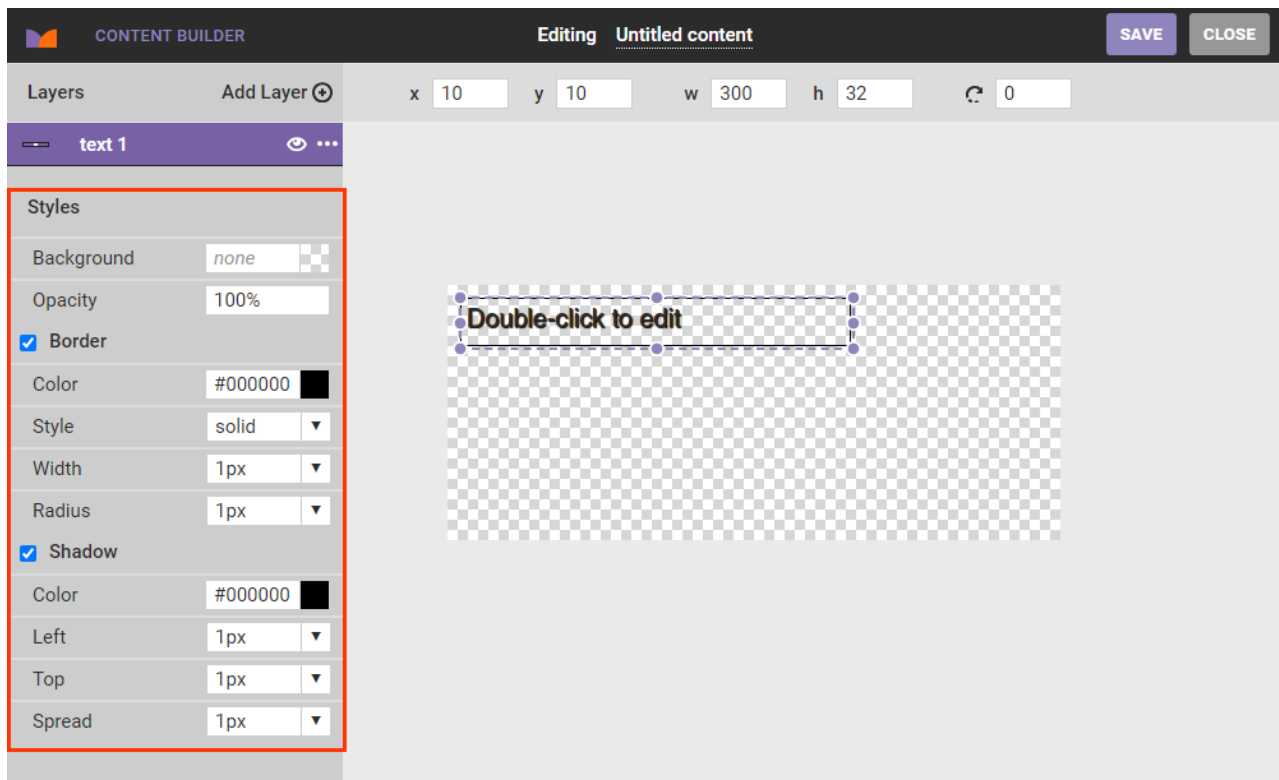 CONTENT BUILDER Editing Untitled content SAVE CLOSE
Layers Add Layer x 10 y 10 w 300 h 32 0
text 1
Styles
Background none
Opacity 100%
Border
Color #000000
Style solid
Width 1px
Radius 1px
Shadow
Color #000000
Left 1px
Top 1px
Spread 1px
Double-click to edit